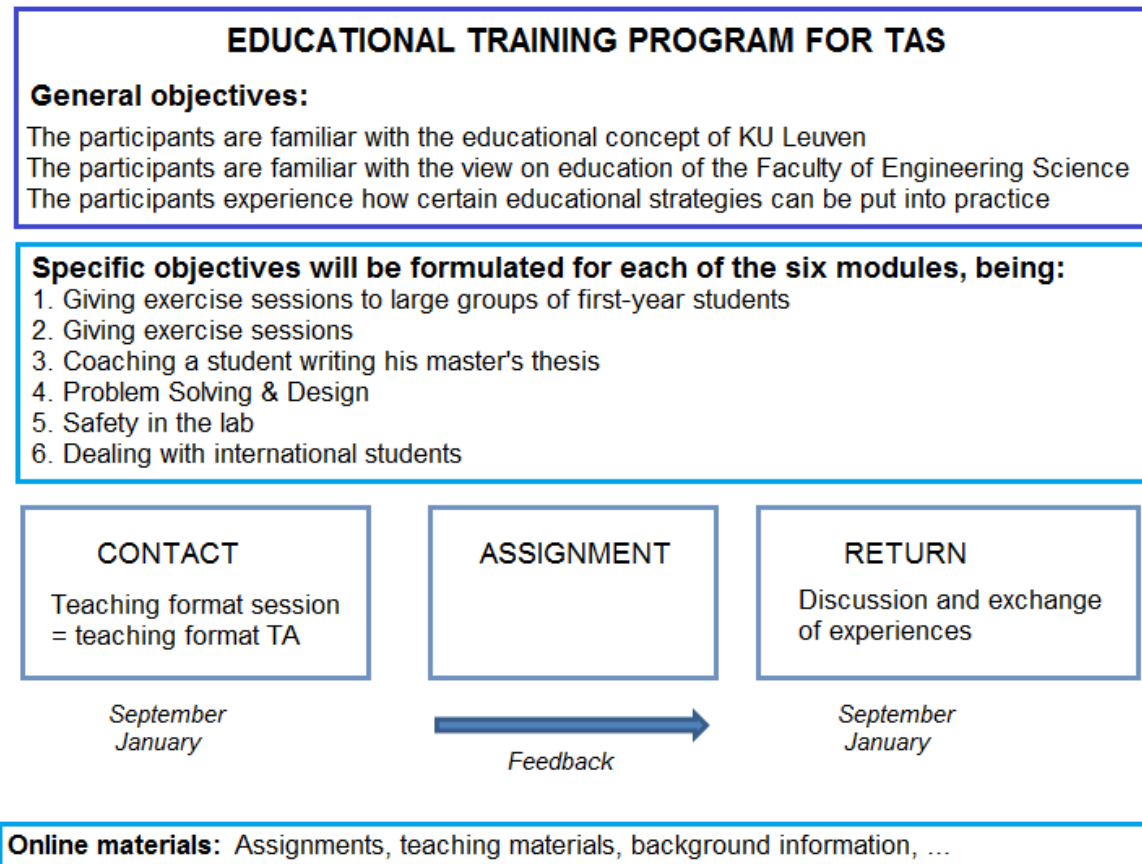 EDUCATIONAL TRAINING PROGRAM FOR TAS
General objectives:
The participants are familiar with the educational concept of KU Leuven
The participants are familiar with the view on education of the Faculty of Engineering Science
The participants experience how certain educational strategies can be put into practice
Specific objectives will be formulated for each of the six modules, being:
1. Giving exercise sessions to large groups of first-year students
2. Giving exercise sessions
3. Coaching a student writing his master's thesis
4. Problem Solving & Design
5. Safety in the lab
6. Dealing with international students
CONTACT
Teaching format session
= teaching format TA
ASSIGNMENT
RETURN
Discussion and exchange
of experiences
September
January
Feedback
September
January
Online materials: Assignments, teaching materials, background information, ...